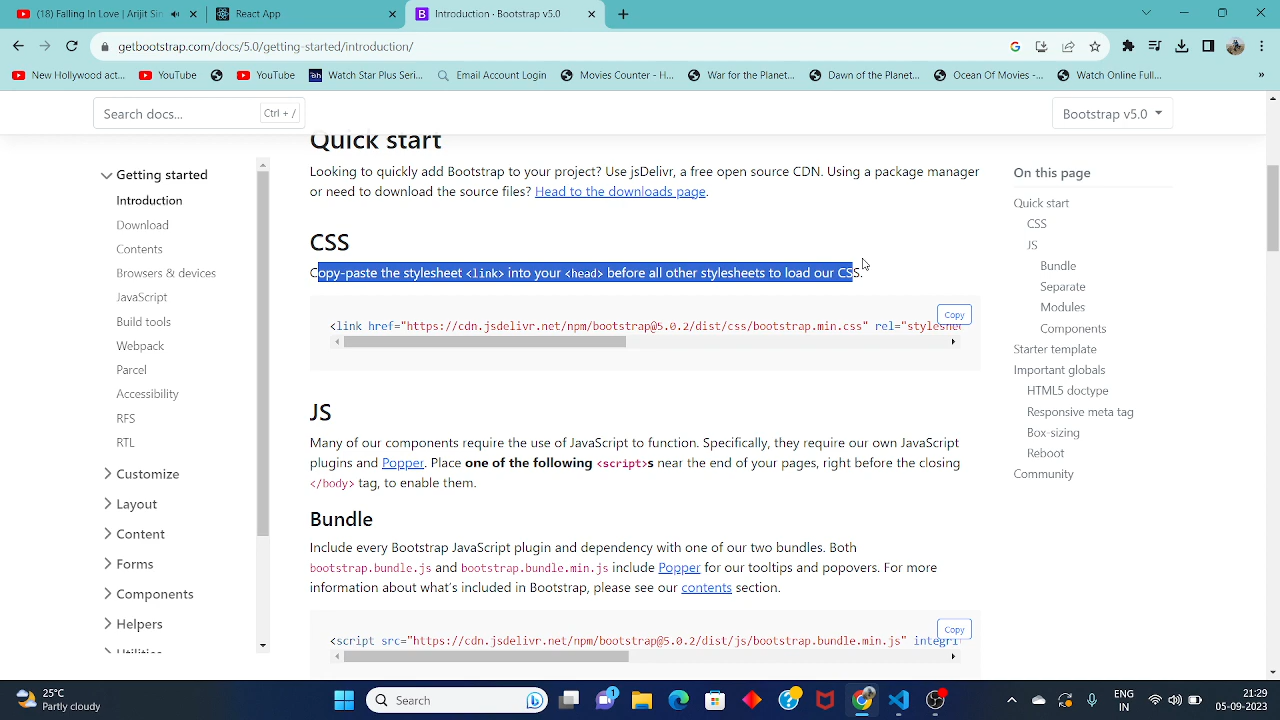 (18) Falling In Love | Arijit Sin
React App
Introduction · Bootstrap v5.0
getbootstrap.com/docs/5.0/getting-started/introduction/
New Hollywood act...
YouTube
YouTube
Watch Star Plus Seri...
Email Account Login
Movies Counter - H...
War for the Planet...
Dawn of the Planet...
Ocean Of Movies -...
Watch Online Full...
»
Search docs...
Ctrl + /
Bootstrap v5.0
Quick start
Looking to quickly add Bootstrap to your project? Use jsDelivr, a free open source CDN. Using a package manager
or need to download the source files? Head to the downloads page.
CSS
Copy-paste the stylesheet <link> into your <head> before all other stylesheets to load our CSS.
Copy
<link href="https://cdn.jsdelivr.net/npm/bootstrap@5.0.2/dist/css/bootstrap.min.css" rel="styleshe
JS
Many of our components require the use of JavaScript to function. Specifically, they require our own JavaScript
plugins and Popper. Place one of the following <script>s near the end of your pages, right before the closing
</body> tag, to enable them.
Bundle
Include every Bootstrap JavaScript plugin and dependency with one of our two bundles. Both
bootstrap.bundle.js and bootstrap.bundle.min.js include Popper for our tooltips and popovers. For more
information about what's included in Bootstrap, please see our contents section.
Copy
<script src="https://cdn.jsdelivr.net/npm/bootstrap@5.0.2/dist/js/bootstrap.bundle.min.js" integri
Getting started
Introduction
Download
Contents
Browsers & devices
JavaScript
Build tools
Webpack
Parcel
Accessibility
RFS
RTL
Customize
Layout
Content
Forms
Components
Helpers
Utilities
On this page
Quick start
CSS
JS
Bundle
Separate
Modules
Components
Starter template
Important globals
HTML5 doctype
Responsive meta tag
Box-sizing
Reboot
Community
25°C
Partly cloudy
Search
1
ENG
IN
21:29
05-09-2023